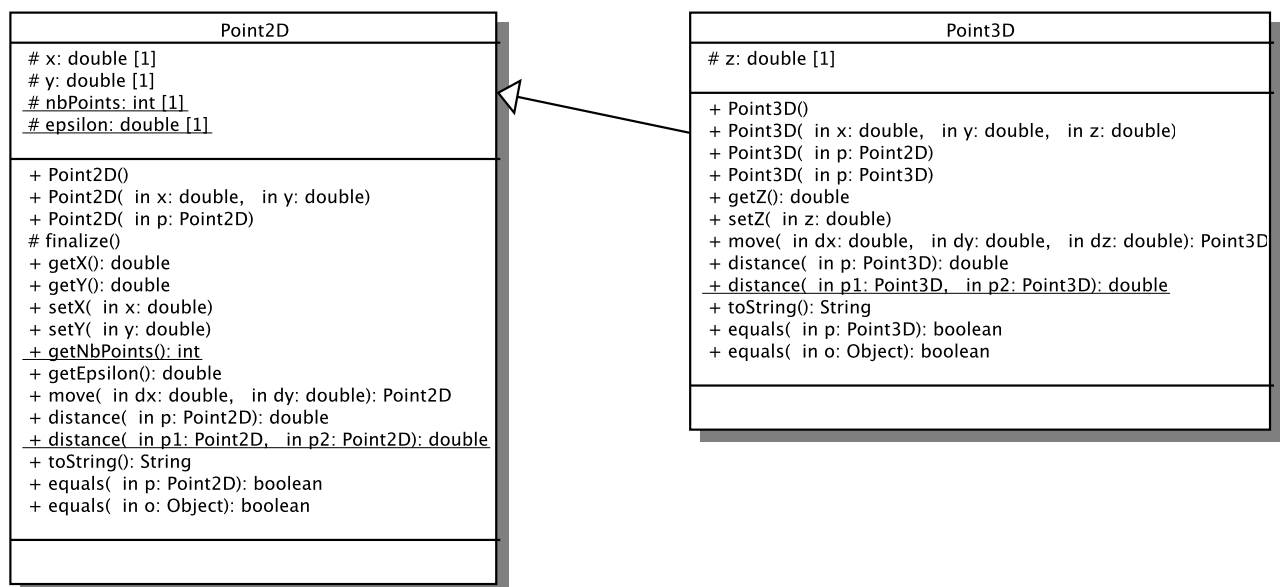 Point2D
# x: double [1]
# y: double [1]
# nbPoints: int [1]
# epsilon: double [1]
+ Point2D()
+ Point2D( in x: double, in y: double)
+ Point2D( in p: Point2D)
# finalize()
+ getX(): double
+ getY(): double
+ setX( in x: double)
+ setY( in y: double)
+ getNbPoints(): int
+ getEpsilon(): double
+ move( in dx: double, in dy: double): Point2D
+ distance( in p: Point2D): double
+ distance( in p1: Point2D, in p2: Point2D): double
+ toString(): String
+ equals( in p: Point2D): boolean
+ equals( in o: Object): boolean
Point3D
# z: double [1]
+ Point3D()
+ Point3D( in x: double, in y: double, in z: double)
+ Point3D( in p: Point2D)
+ Point3D( in p: Point3D)
+ getZ(): double
+ setZ( in z: double)
+ move( in dx: double, in dy: double, in dz: double): Point3D
+ distance( in p: Point3D): double
+ distance( in p1: Point3D, in p2: Point3D): double
+ toString(): String
+ equals( in p: Point3D): boolean
+ equals( in o: Object): boolean